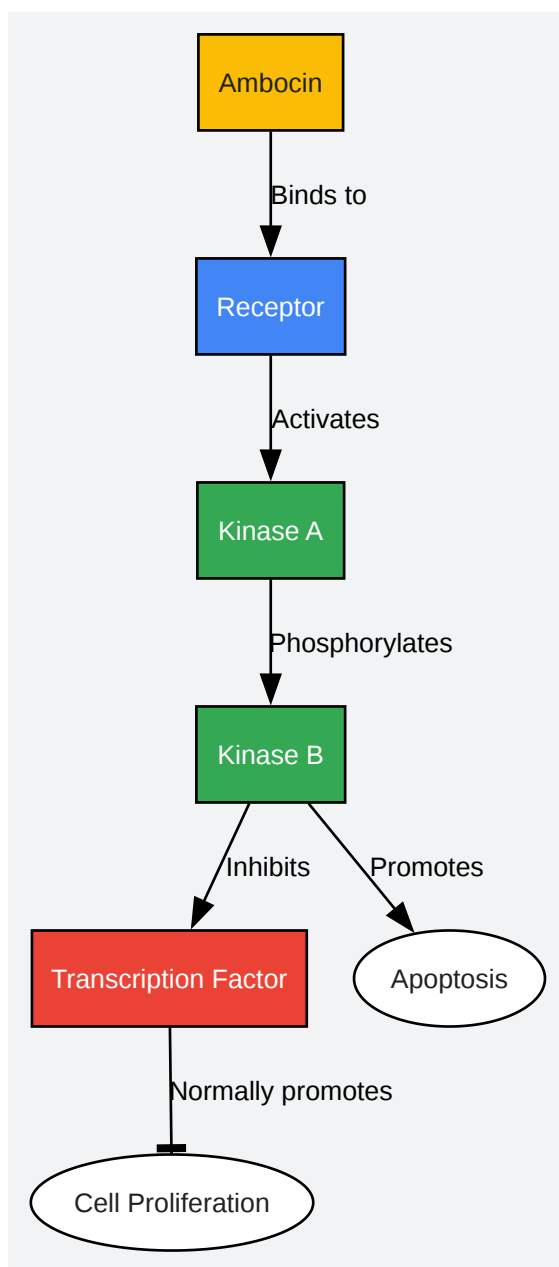 Ambocin
Binds to
Receptor
Activates
Kinase A
Phosphorylates
Kinase B
Inhibits
Promotes
Transcription Factor
Apoptosis
Normally promotes
Cell Proliferation